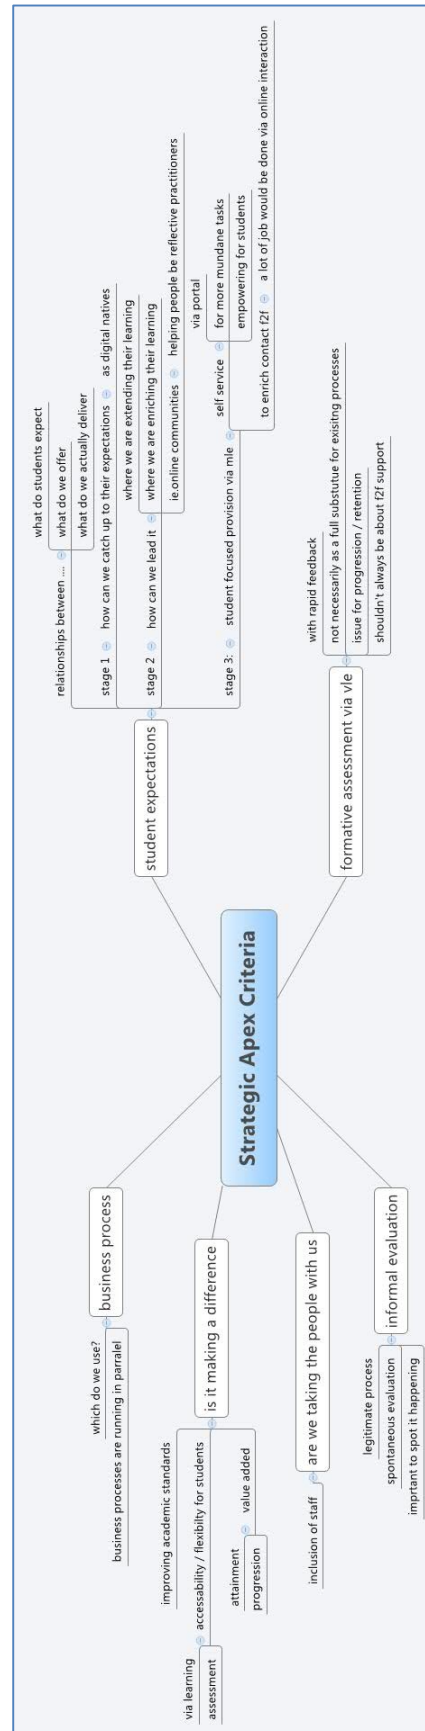 Strategic Apex Criteria
student expectations
relationships between ....
what do students expect
what do we offer
what do we actually deliver
stage 1
how can we catch up to their expectations
as digital natives
stage 2
how can we lead it
where we are extending their learning
where we are enriching their learning
ie.online communities
helping people be reflective practitioners
stage 3:
student focused provision via mle
self service
via portal
for more mundane tasks
empowering for students
to enrich contact f2f
a lot of job would be done via online interaction
formative assessment via vle
with rapid feedback
not necessarily as a full substutue for exisitng processes
issue for progression / retention
shouldn't always be about f2f support
business process
which do we use?
business processes are running in parralel
is it making a difference
improving academic standards
accessability / flexibilty for students
via learning
assessment
value added
attainment
progression
are we taking the people with us
inclusion of staff
informal evaluation
legitimate process
spontaneous evaluation
imprtant to spot it happening